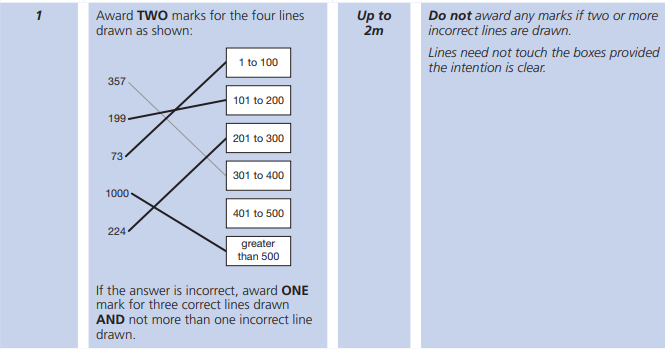 1
Award TWO marks for the four lines
drawn as shown:
357
199
73
1000
224
1 to 100
101 to 200
201 to 300
301 to 400
401 to 500
greater
than 500
If the answer is incorrect, award ONE
mark for three correct lines drawn
AND not more than one incorrect line
drawn.
Up to
2m
Do not award any marks if two or more
incorrect lines are drawn.
Lines need not touch the boxes provided
the intention is clear.